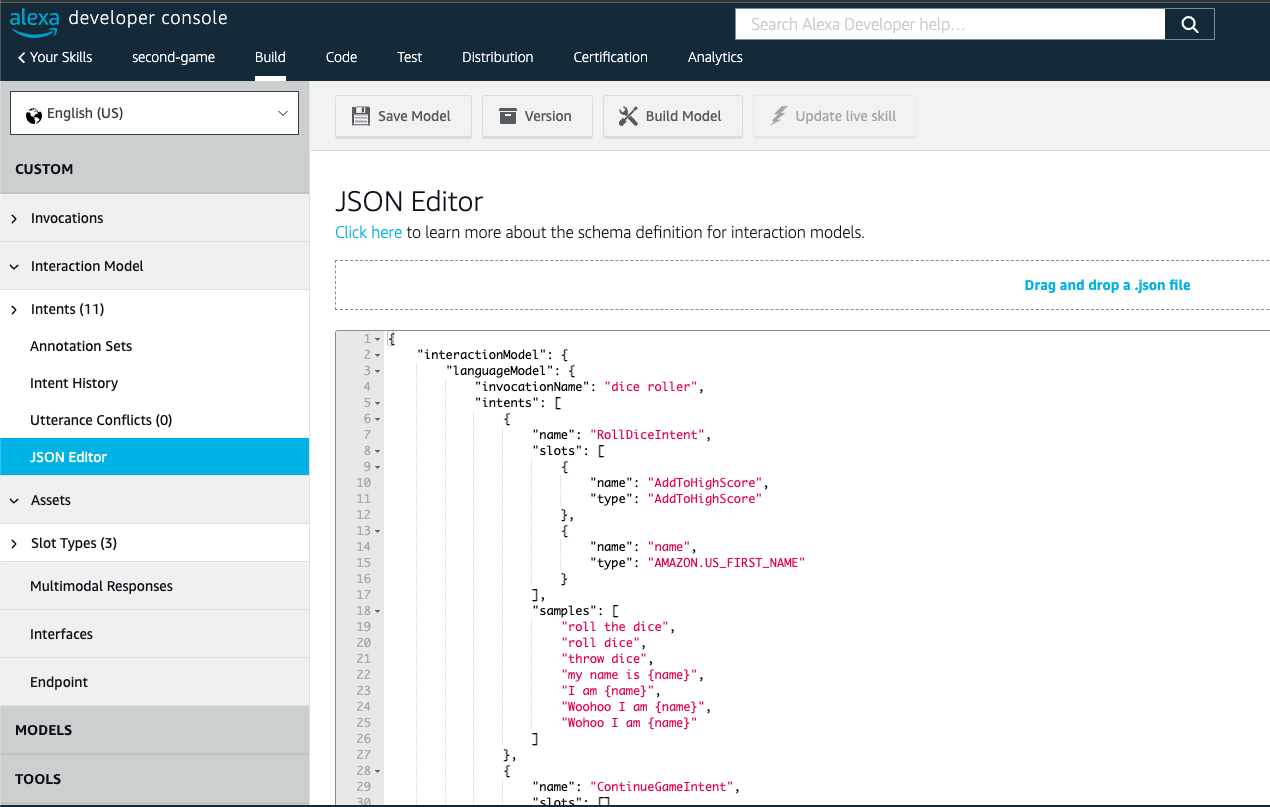 alexa developer console
Search Alexa Developer help...
Your Skills second-game Build Code Test Distribution Certification Analytics
English (US)
Save Model Version Build Model Update live skill
CUSTOM
Invocations
Interaction Model
Intents (11)
Annotation Sets
Intent History
Utterance Conflicts (0)
JSON Editor
Assets
Slot Types (3)
Multimodal Responses
Interfaces
Endpoint
MODELS
TOOLS
JSON Editor
Click here to learn more about the schema definition for interaction models.
Drag and drop a .json file
1 {
2 "interactionModel": {
3 "languageModel": {
4 "invocationName": "dice roller",
5 "intents": [
6 {
7 "name": "RollDiceIntent",
8 "slots": [
9 {
10 "name": "AddToHighScore",
11 "type": "AddToHighScore"
12 },
13 {
14 "name": "name",
15 "type": "AMAZON.US_FIRST_NAME"
16 }
17 ],
18 "samples": [
19 "roll the dice",
20 "roll dice",
21 "throw dice",
22 "my name is {name}",
23 "I am {name}",
24 "Woohoo I am {name}",
25 "Wohoo I am {name}"
26 ]
27 },
28 {
29 "name": "ContinueGameIntent",
30 "slots": []